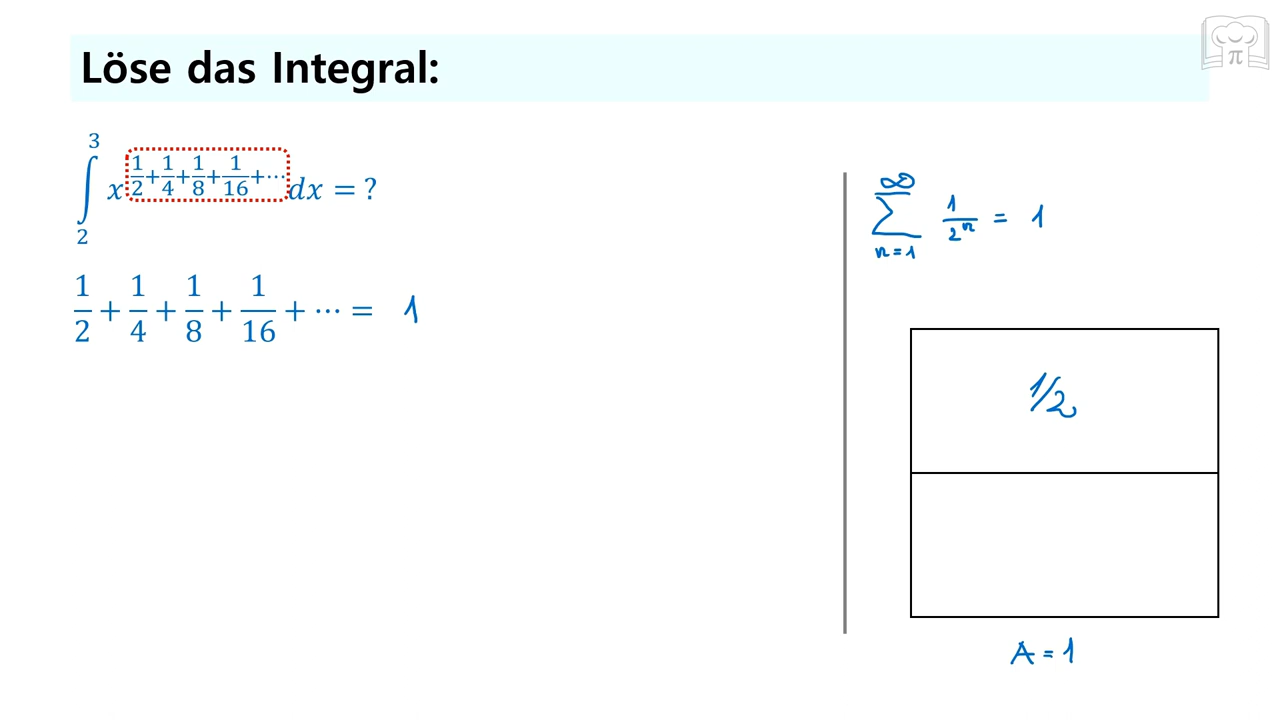 Löse das Integral:
∫₂³ x^(1/2+1/4+1/8+1/16+⋯) dx = ?
1/2 + 1/4 + 1/8 + 1/16 + ⋯ = 1
∞
∑ 1/2ⁿ = 1
n=1
1/2
A = 1
π